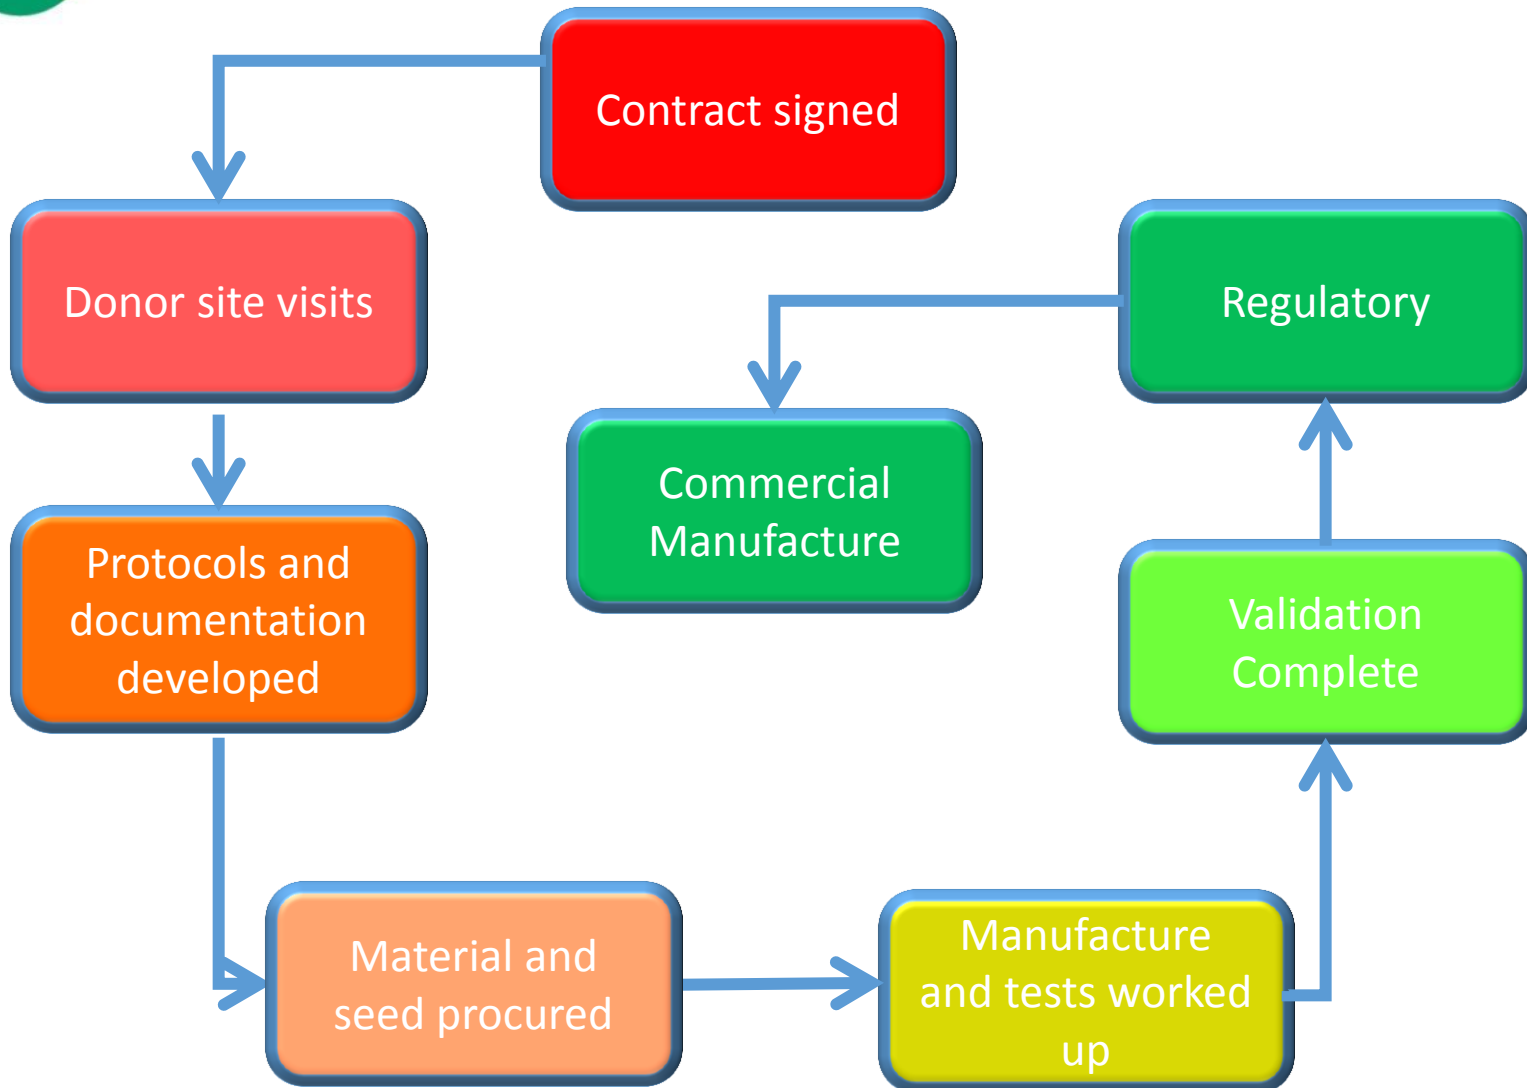 Contract signed
Donor site visits
Protocols and
documentation
developed
Material and
seed procured
Manufacture
and tests worked
up
Validation
Complete
Regulatory
Commercial
Manufacture